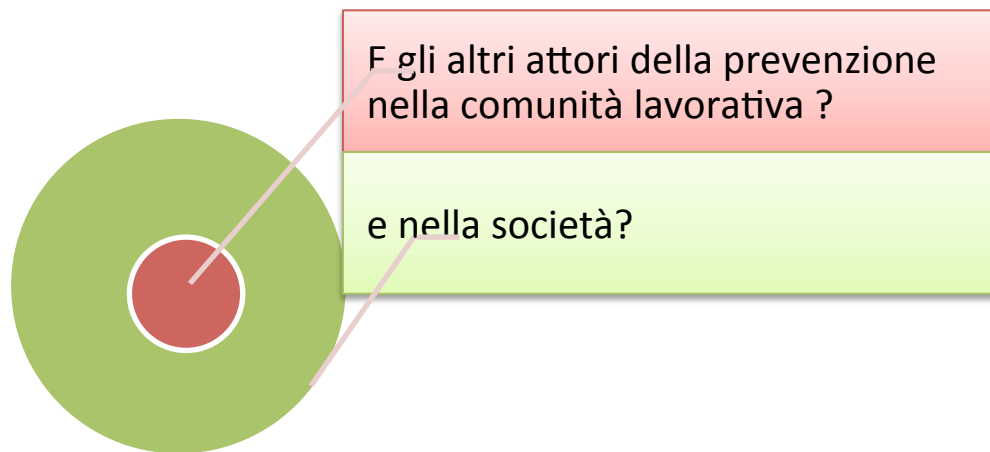 E gli altri attori della prevenzione
nella comunità lavorativa ?
e nella società?